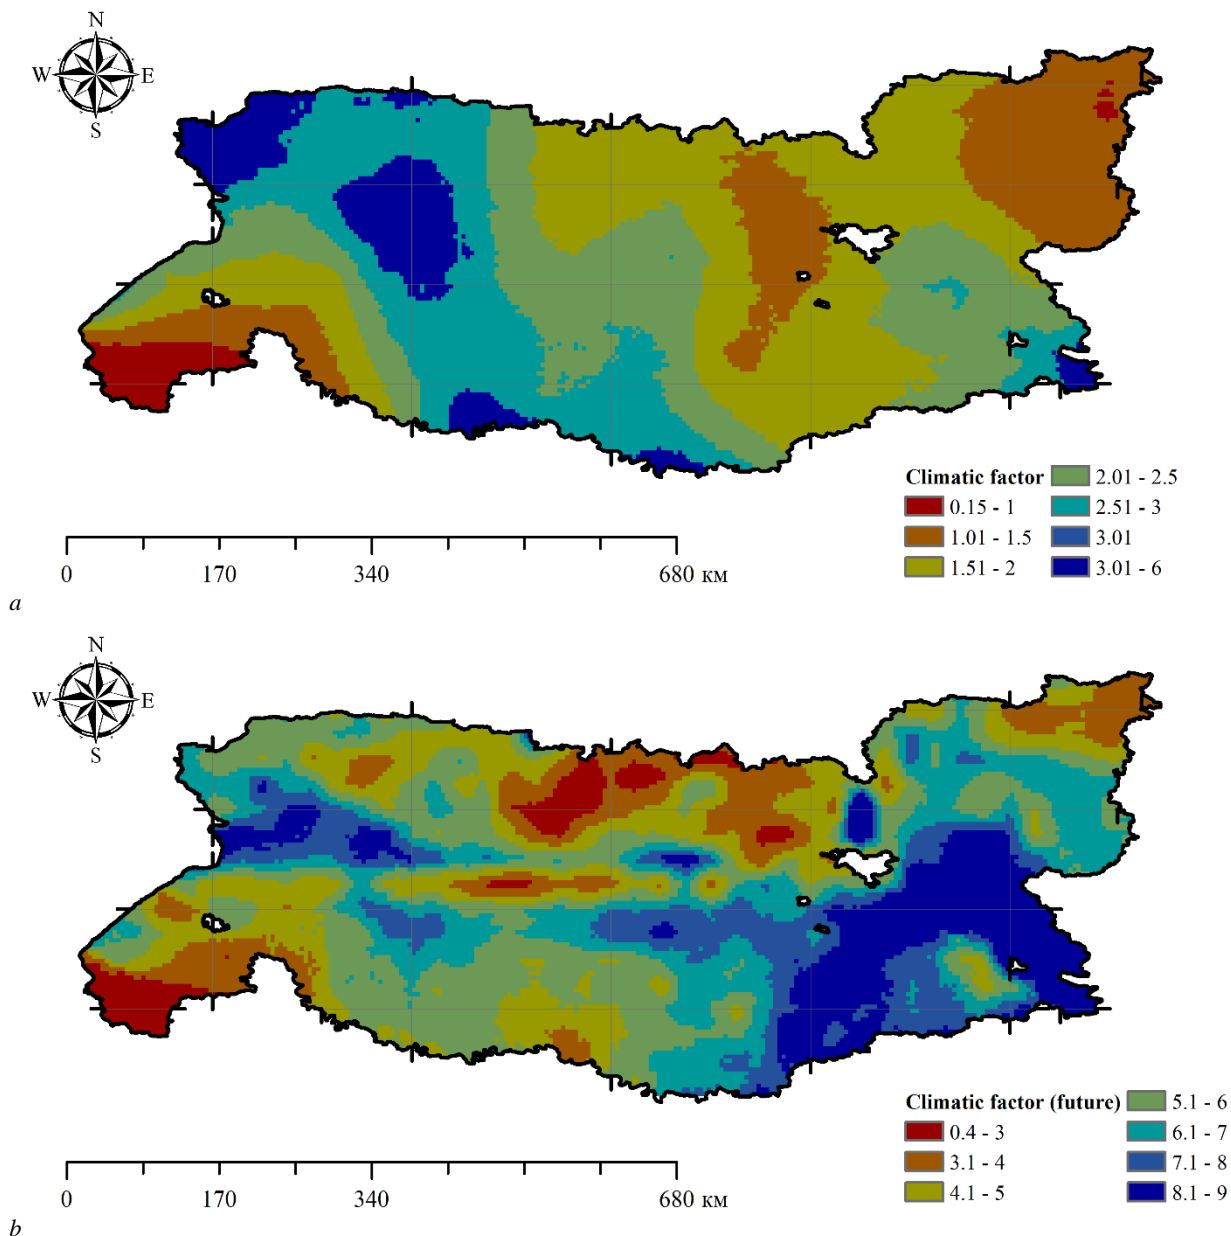 N
W E
S
Climatic factor
0.15 - 1
1.01 - 1.5
1.51 - 2
2.01 - 2.5
2.51 - 3
3.01
3.01 - 6
0 170 340 680 км
a
N
W E
S
Climatic factor (future)
0.4 - 3
3.1 - 4
4.1 - 5
5.1 - 6
6.1 - 7
7.1 - 8
8.1 - 9
0 170 340 680 км
b